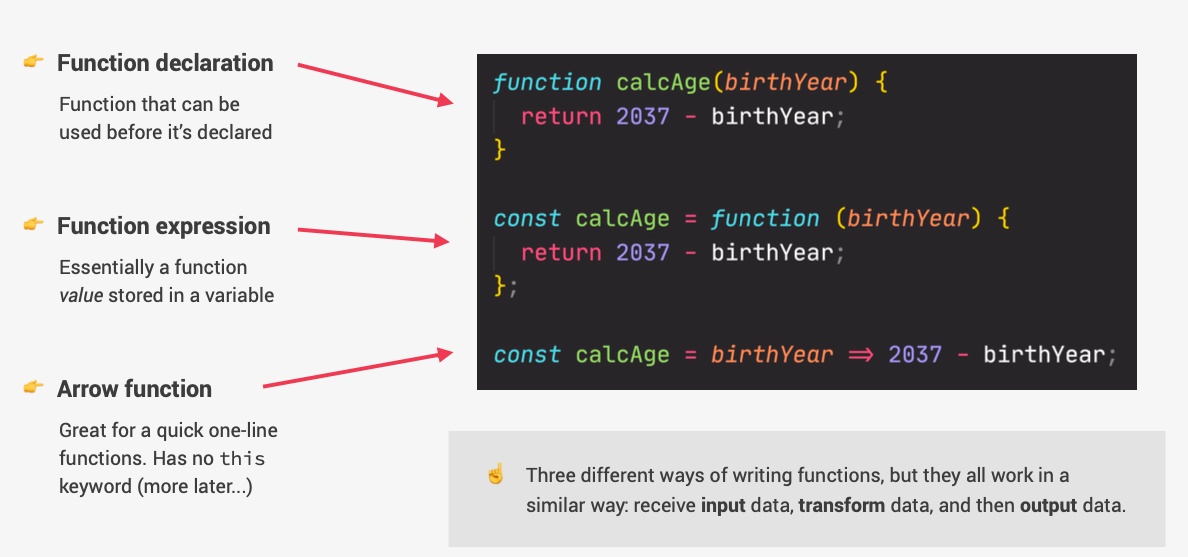 👉 Function declaration
Function that can be
used before it’s declared
👉 Function expression
Essentially a function
value stored in a variable
👉 Arrow function
Great for a quick one-line
functions. Has no this
keyword (more later...)
function calcAge(birthYear) {
  return 2037 - birthYear;
}
const calcAge = function (birthYear) {
  return 2037 - birthYear;
};
const calcAge = birthYear => 2037 - birthYear;
☝️ Three different ways of writing functions, but they all work in a
similar way: receive input data, transform data, and then output data.